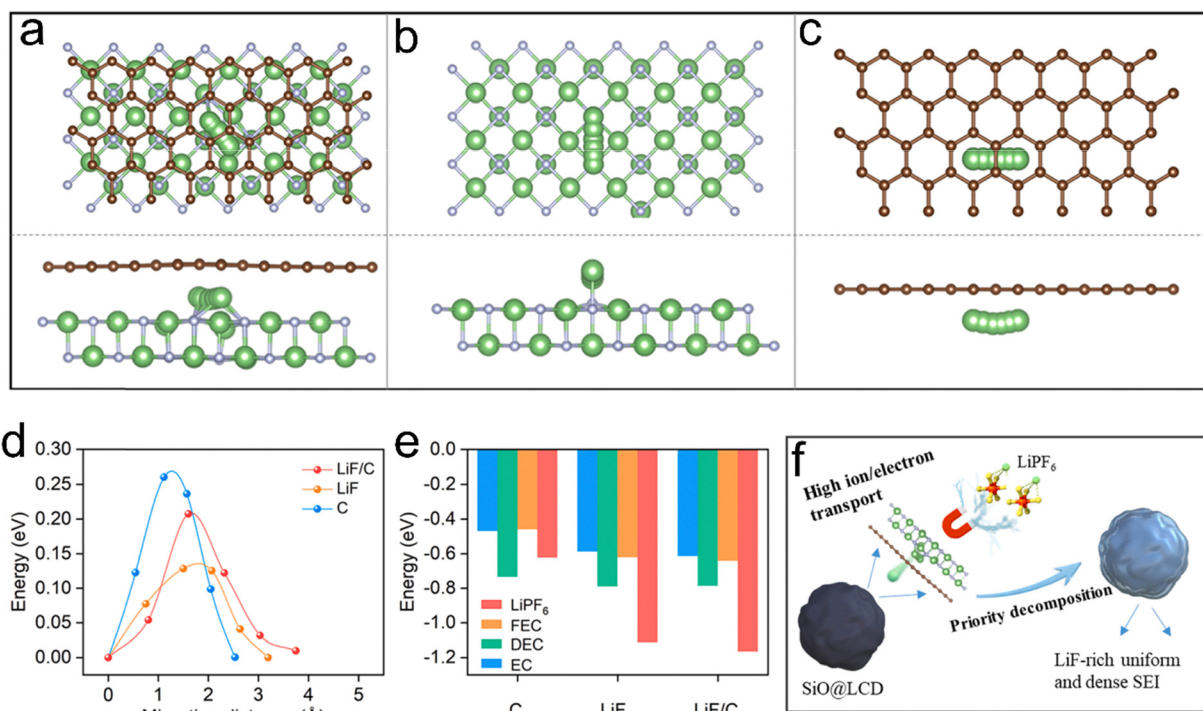 a
b
c
d
Energy (eV)
0.30
0.25
0.20
0.15
0.10
0.05
0.00
0 1 2 3 4 5
LiF/C
LiF
C
e
Energy (eV)
0.0
-0.2
-0.4
-0.6
-0.8
-1.0
-1.2
LiPF6
FEC
DEC
EC
C LiF LiF/C
f
High ion/electron
transport
LiPF6
Priority decomposition
SiO@LCD
LiF-rich uniform
and dense SEI